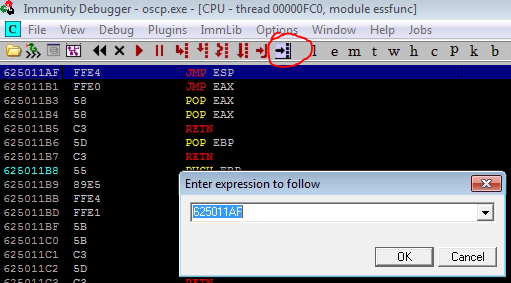 Immunity Debugger - oscp.exe - [CPU - thread 00000FC0, module essfunc]
C File View Debug Plugins ImmLib Options Window Help Jobs
l e m t w h c p k b
625011AF FFE4 JMP ESP
625011B1 FFE0 JMP EAX
625011B3 58 POP EAX
625011B4 58 POP EAX
625011B5 C3 RETN
625011B6 5D POP EBP
625011B7 C3 RETN
625011B8 55 PUSH EBP
625011B9 89E5
625011BB FFE4
625011BD FFE1
625011BF 5B
625011C0 5B
625011C1 C3
625011C2 5D
625011C3 C3 RETN
Enter expression to follow
625011AF
OK Cancel